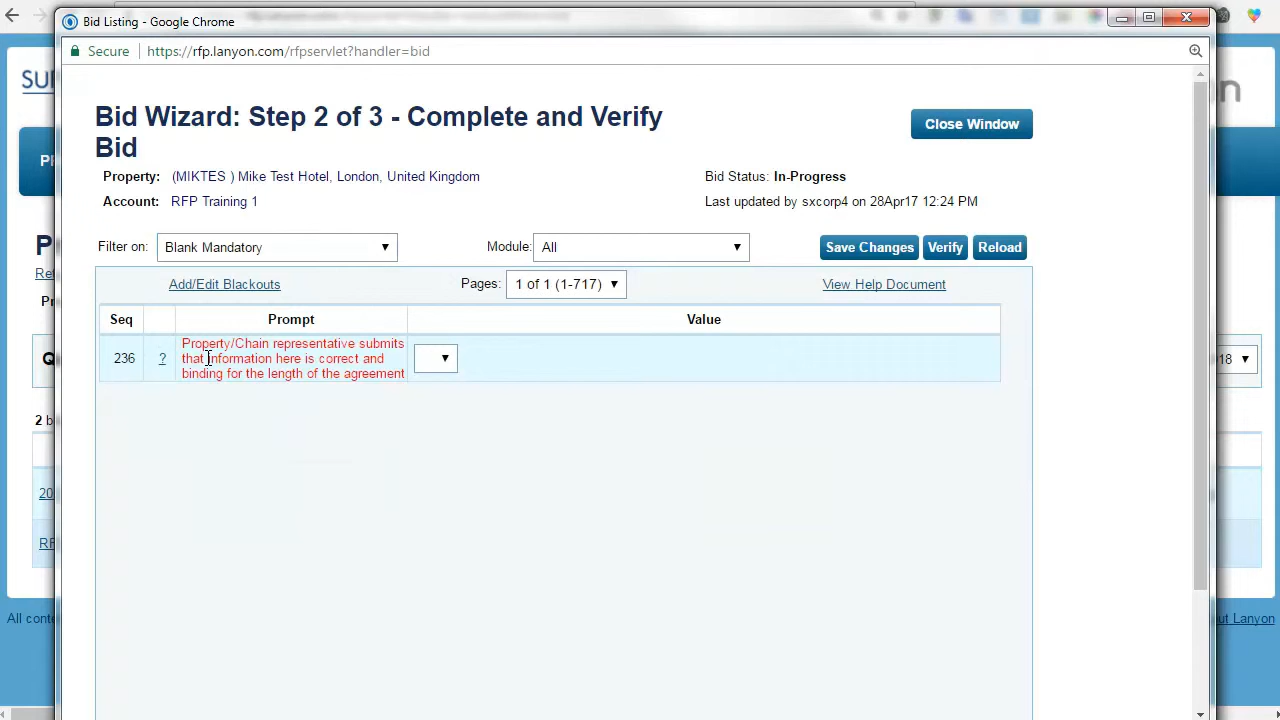 Bid Listing - Google Chrome
Secure https://rfp.lanyon.com/rfpservlet?handler=bid
SU
Bid Wizard: Step 2 of 3 - Complete and Verify
Bid
Close Window
Property: (MIKTES ) Mike Test Hotel, London, United Kingdom
Bid Status: In-Progress
Account: RFP Training 1
Last updated by sxcorp4 on 28Apr17 12:24 PM
Filter on: Blank Mandatory
Module: All
Save Changes Verify Reload
Add/Edit Blackouts
Pages: 1 of 1 (1-717)
View Help Document
Seq Prompt Value
236 ? Property/Chain representative submits
that information here is correct and
binding for the length of the agreement
18
2 b
20
RF
All conte
ut Lanyon